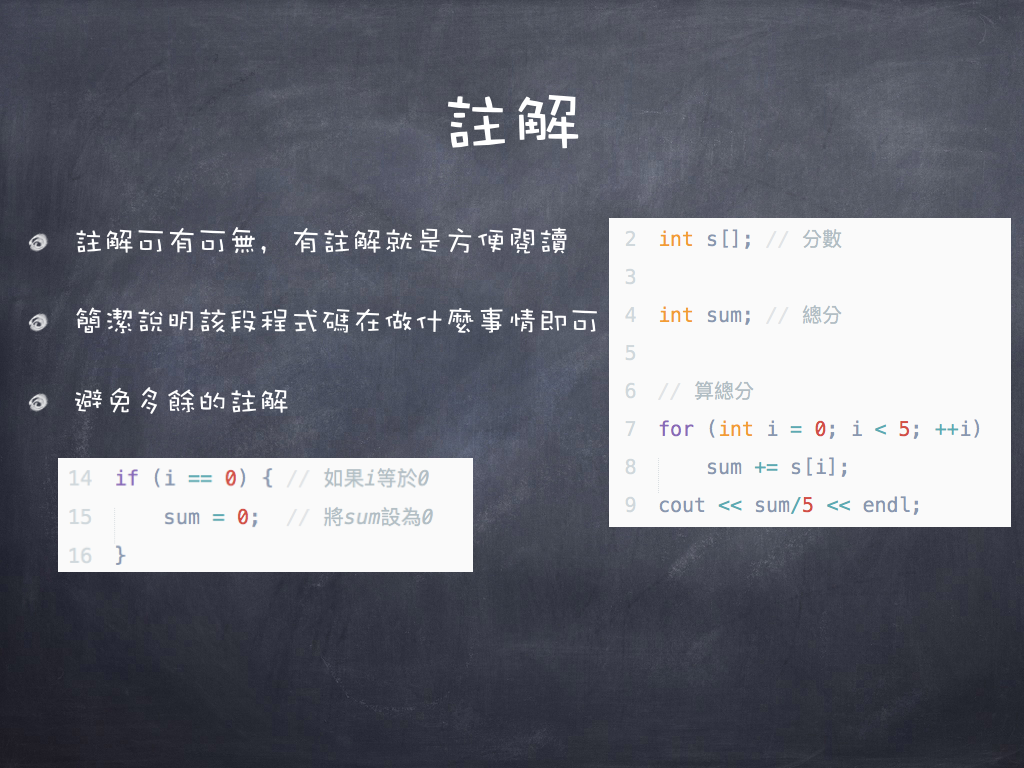 註解
註解可有可無，有註解就是方便閱讀
簡潔說明該段程式碼在做什麼事情即可
避免多餘的註解
14 if (i == 0) { // 如果i等於0
15     sum = 0;  // 將sum設為0
16 }
2 int s[]; // 分數
3
4 int sum; // 總分
5
6 // 算總分
7 for (int i = 0; i < 5; ++i)
8     sum += s[i];
9 cout << sum/5 << endl;